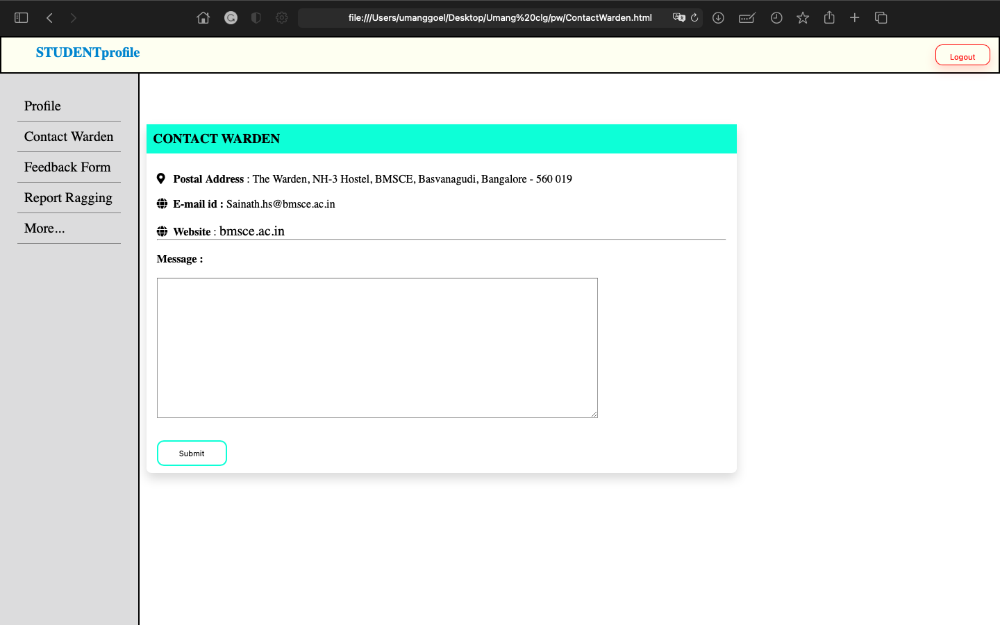 file:///Users/umanggoel/Desktop/Umang%20clg/pw/ContactWarden.html
STUDENTprofile
Logout
Profile
Contact Warden
Feedback Form
Report Ragging
More...
CONTACT WARDEN
Postal Address : The Warden, NH-3 Hostel, BMSCE, Basvanagudi, Bangalore - 560 019
E-mail id : Sainath.hs@bmsce.ac.in
Website : bmsce.ac.in
Message :
Submit